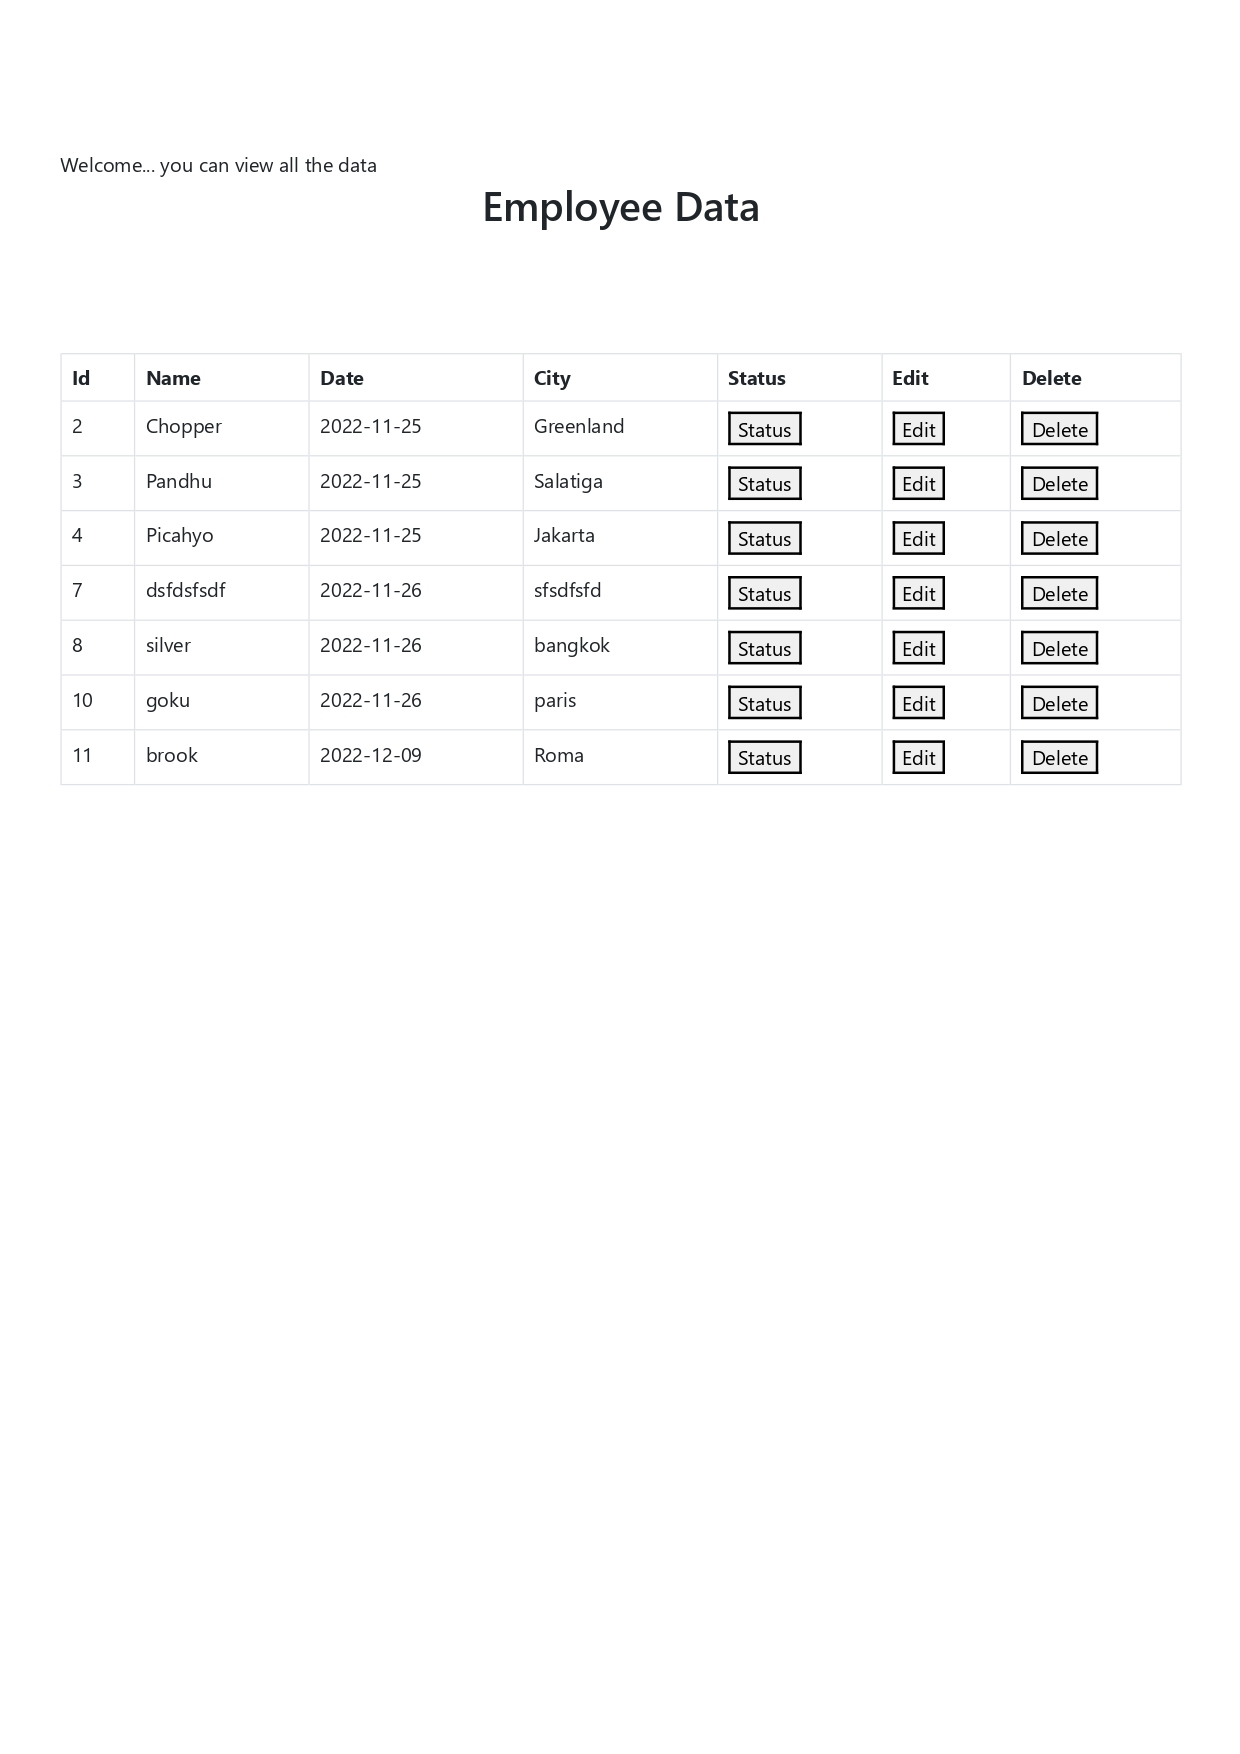 Welcome... you can view all the data
Employee Data
Id Name Date City Status Edit Delete
2 Chopper 2022-11-25 Greenland Status Edit Delete
3 Pandhu 2022-11-25 Salatiga Status Edit Delete
4 Picahyo 2022-11-25 Jakarta Status Edit Delete
7 dsfdsfsdf 2022-11-26 sfsdfsfd Status Edit Delete
8 silver 2022-11-26 bangkok Status Edit Delete
10 goku 2022-11-26 paris Status Edit Delete
11 brook 2022-12-09 Roma Status Edit Delete